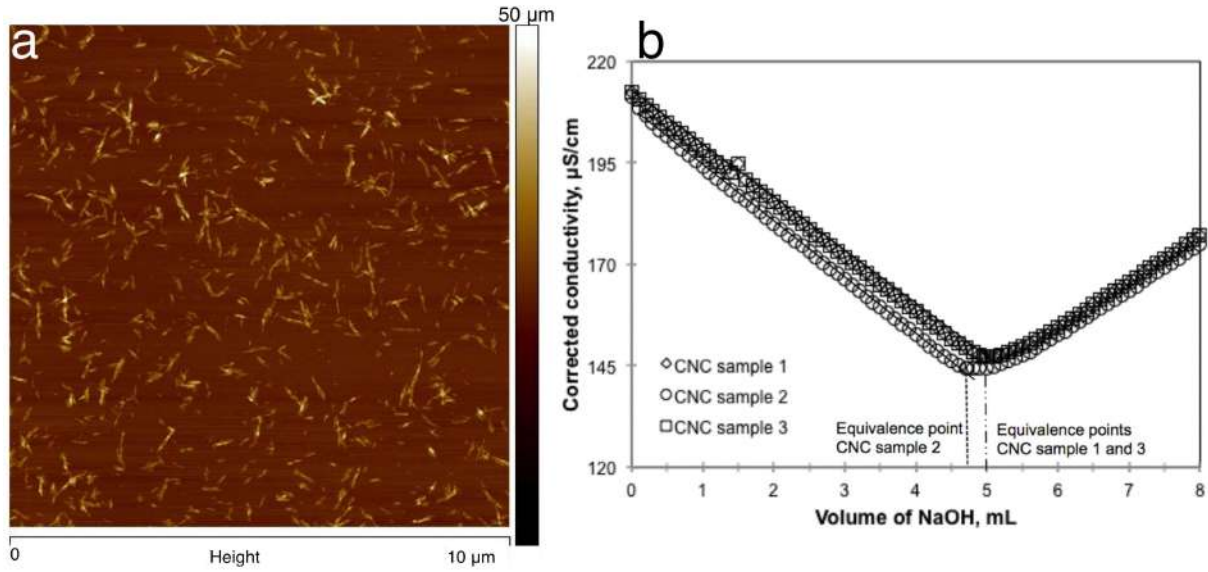 a
50 µm
0
Height
10 µm
b
220
195
170
145
120
Corrected conductivity, µS/cm
CNC sample 1
CNC sample 2
CNC sample 3
Equivalence point
CNC sample 2
Equivalence points
CNC sample 1 and 3
0 1 2 3 4 5 6 7 8
Volume of NaOH, mL